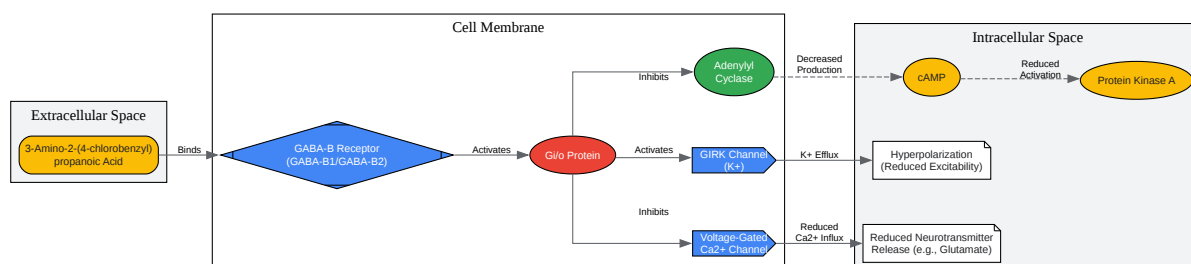 Cell Membrane
Intracellular Space
Extracellular Space
3-Amino-2-(4-chlorobenzyl)
propanoic Acid
Binds
GABA-B Receptor
(GABA-B1/GABA-B2)
Activates
Gi/o Protein
Inhibits
Adenylyl
Cyclase
Decreased
Production
cAMP
Reduced
Activation
Protein Kinase A
Activates
GIRK Channel
(K+)
K+ Efflux
Hyperpolarization
(Reduced Excitability)
Inhibits
Voltage-Gated
Ca2+ Channel
Reduced
Ca2+ Influx
Reduced Neurotransmitter
Release (e.g., Glutamate)